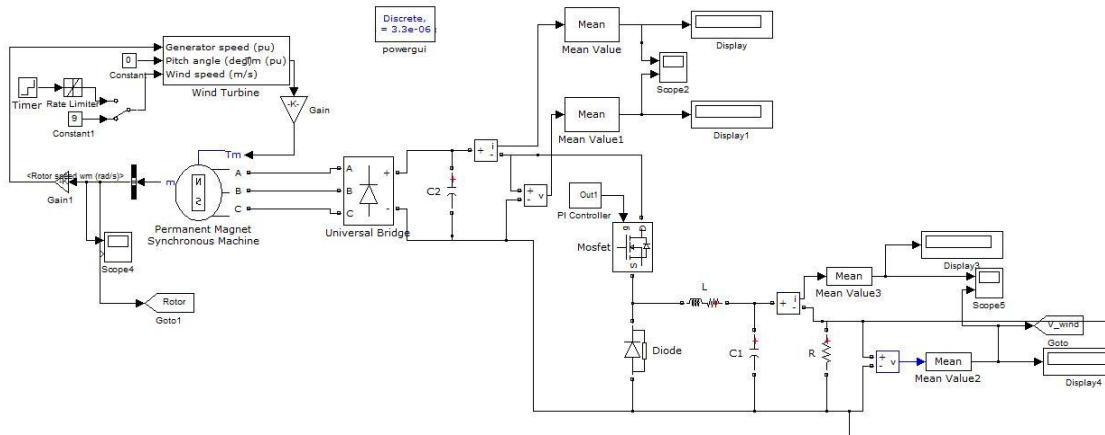 Discrete,
= 3.3e-06
powergui
Mean
Mean Value
Display
Scope2
Mean
Mean Value1
Display1
Generator speed (pu)
Pitch angle (deg)
Tm (pu)
Wind speed (m/s)
Wind Turbine
0
Constant
Timer
Rate Limiter
9
Constant1
-K-
Gain
<Rotor speed wm (rad/s)>
-K-
Gain1
m
Tm
N
S
A
B
C
Permanent Magnet
Synchronous Machine
Scope4
Rotor
Goto1
A
B
C
+
-
Universal Bridge
C2
+
i
-
+
-
v
Out1
PI Controller
g
D
S
Mosfet
Diode
L
C1
+
i
-
R
Mean
Mean Value3
Display3
Scope5
V_wind
Goto
+
-
v
Mean
Mean Value2
Display4